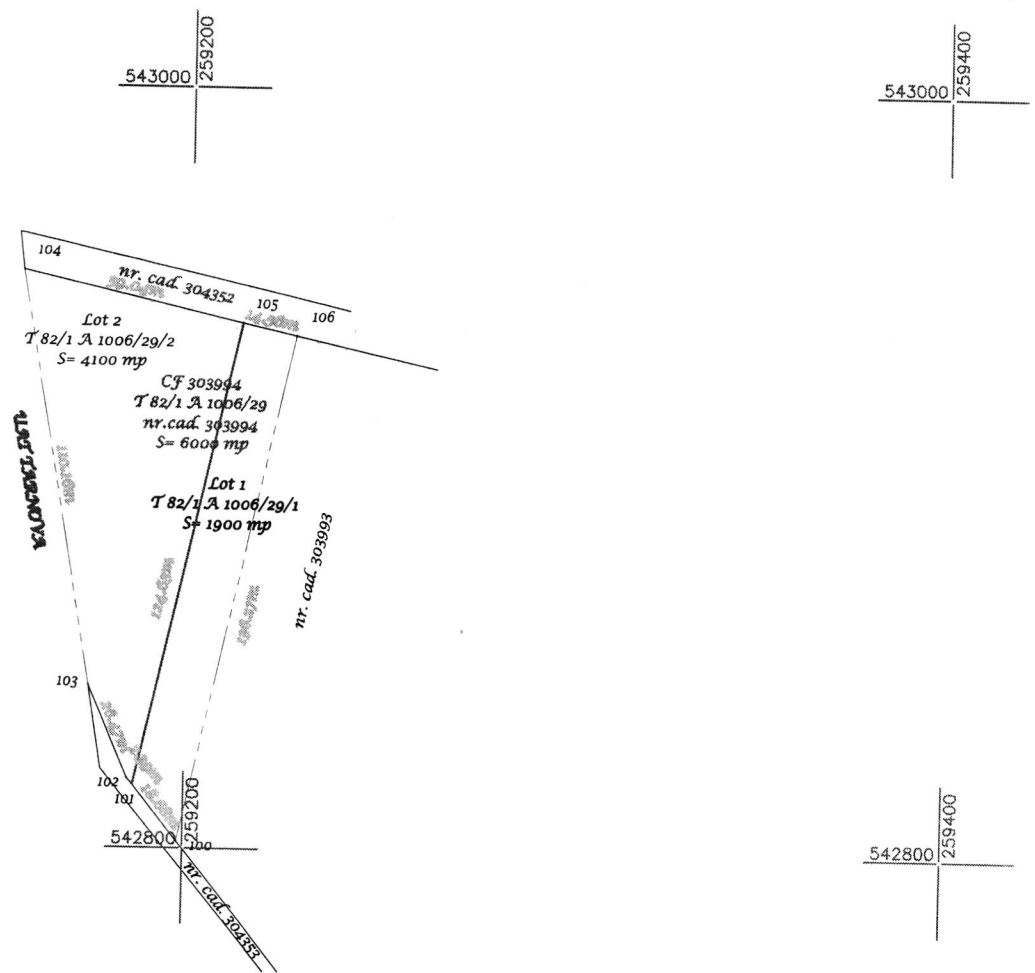 543000
259200
543000
259400
104
nr. cad. 304352
105
14.50m
106
Lot 2
T 82/1 A 1006/29/2
S= 4100 mp
CF 303994
T 82/1 A 1006/29
nr.cad. 303994
S= 6000 mp
Lot 1
T 82/1 A 1006/29/1
S= 1900 mp
nr. cad. 303993
103
102
101
542800
259200
100
nr. cad. 304353
542800
259400